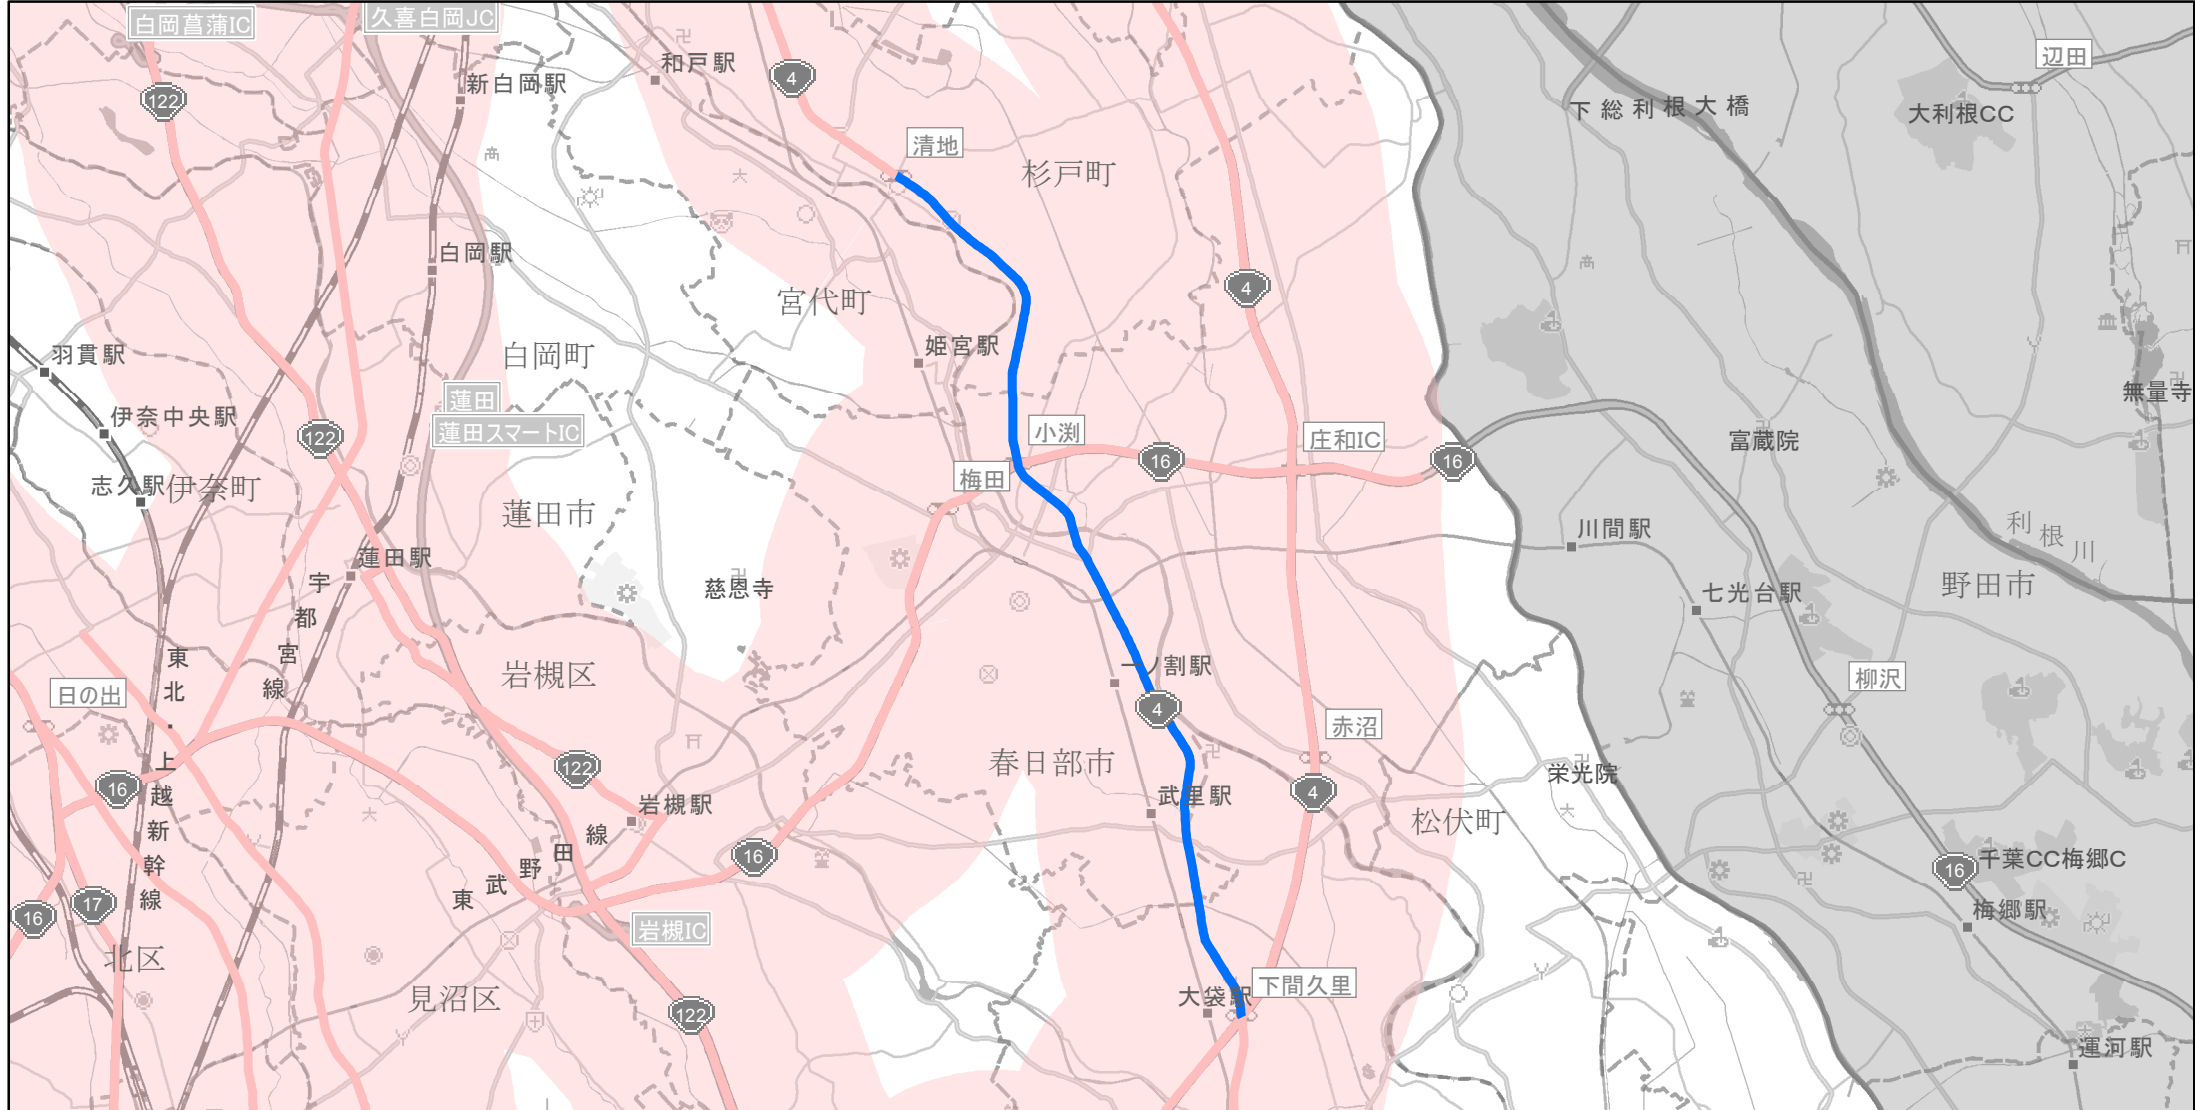 白岡菖蒲IC
久喜白岡JC
和戸駅
4
新白岡駅
122
辺田
大利根CC
下総利根大橋
清地
杉戸町
白岡駅
宮代町
4
姫宮駅
羽貫駅
白岡町
蓮田
蓮田スマートIC
伊奈中央駅
122
小渕
庄和IC
16
16
梅田
無量寺
富蔵院
志久駅
伊奈町
蓮田市
川間駅
利根川
野田市
蓮田駅
宇都宮線
慈恩寺
七光台駅
東北・上越新幹線
岩槻区
日の出
一ノ割駅
4
赤沼
柳沢
春日部市
122
16
栄光院
武里駅
4
松伏町
岩槻駅
16
東武野田線
千葉CC梅郷C
16
梅郷駅
16
17
岩槻IC
北区
見沼区
大袋駅
下間久里
122
運河駅